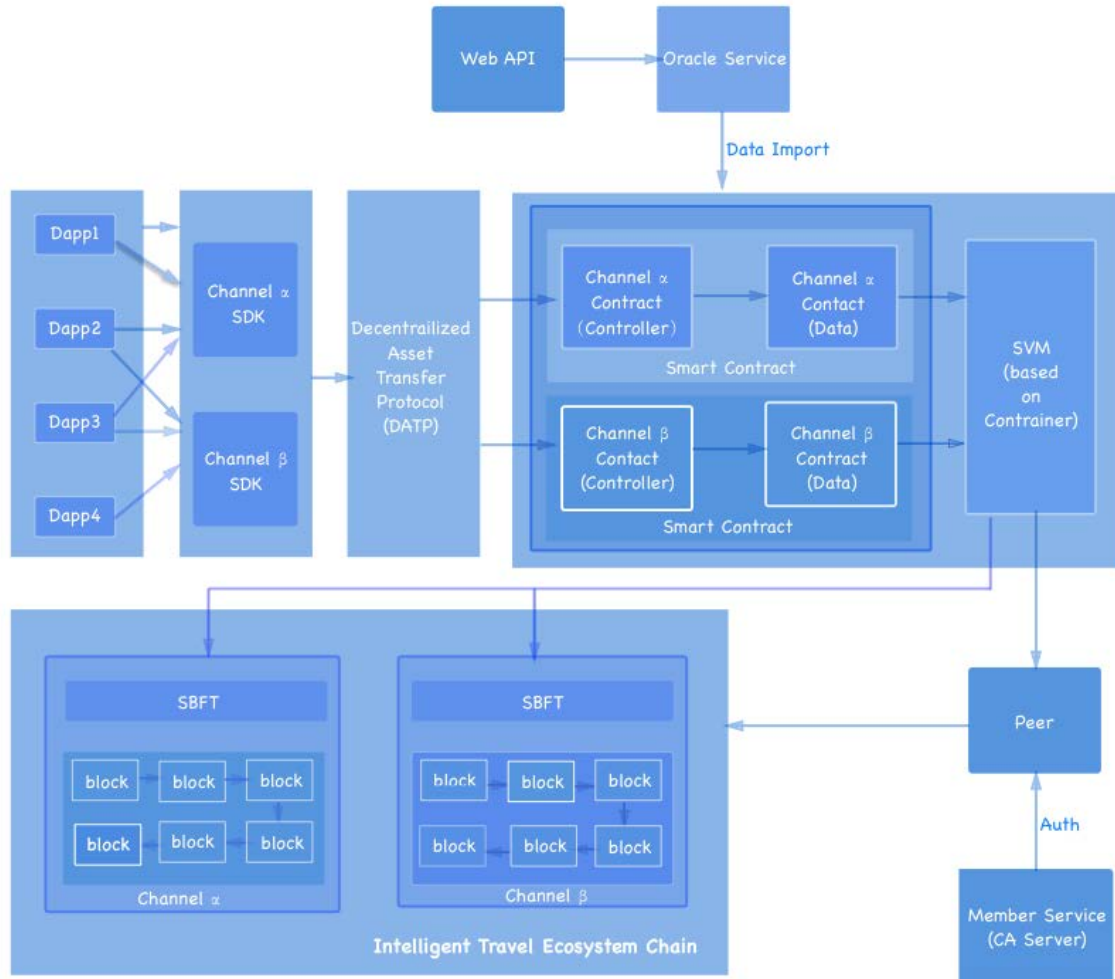 Web API
Oracle Service
Data Import
Dapp1
Dapp2
Dapp3
Dapp4
Channel α
SDK
Channel β
SDK
Decentrailized
Asset
Transfer
Protocol
(DATP)
Channel α
Contract
(Controller)
Channel α
Contact
(Data)
Smart Contract
Channel β
Contact
(Controller)
Channel β
Contract
(Data)
Smart Contract
SVM
(based
on
Contrainer)
SBFT
block
block
block
block
block
block
Channel α
SBFT
block
block
block
block
block
block
Channel β
Intelligent Travel Ecosystem Chain
Peer
Auth
Member Service
(CA Server)